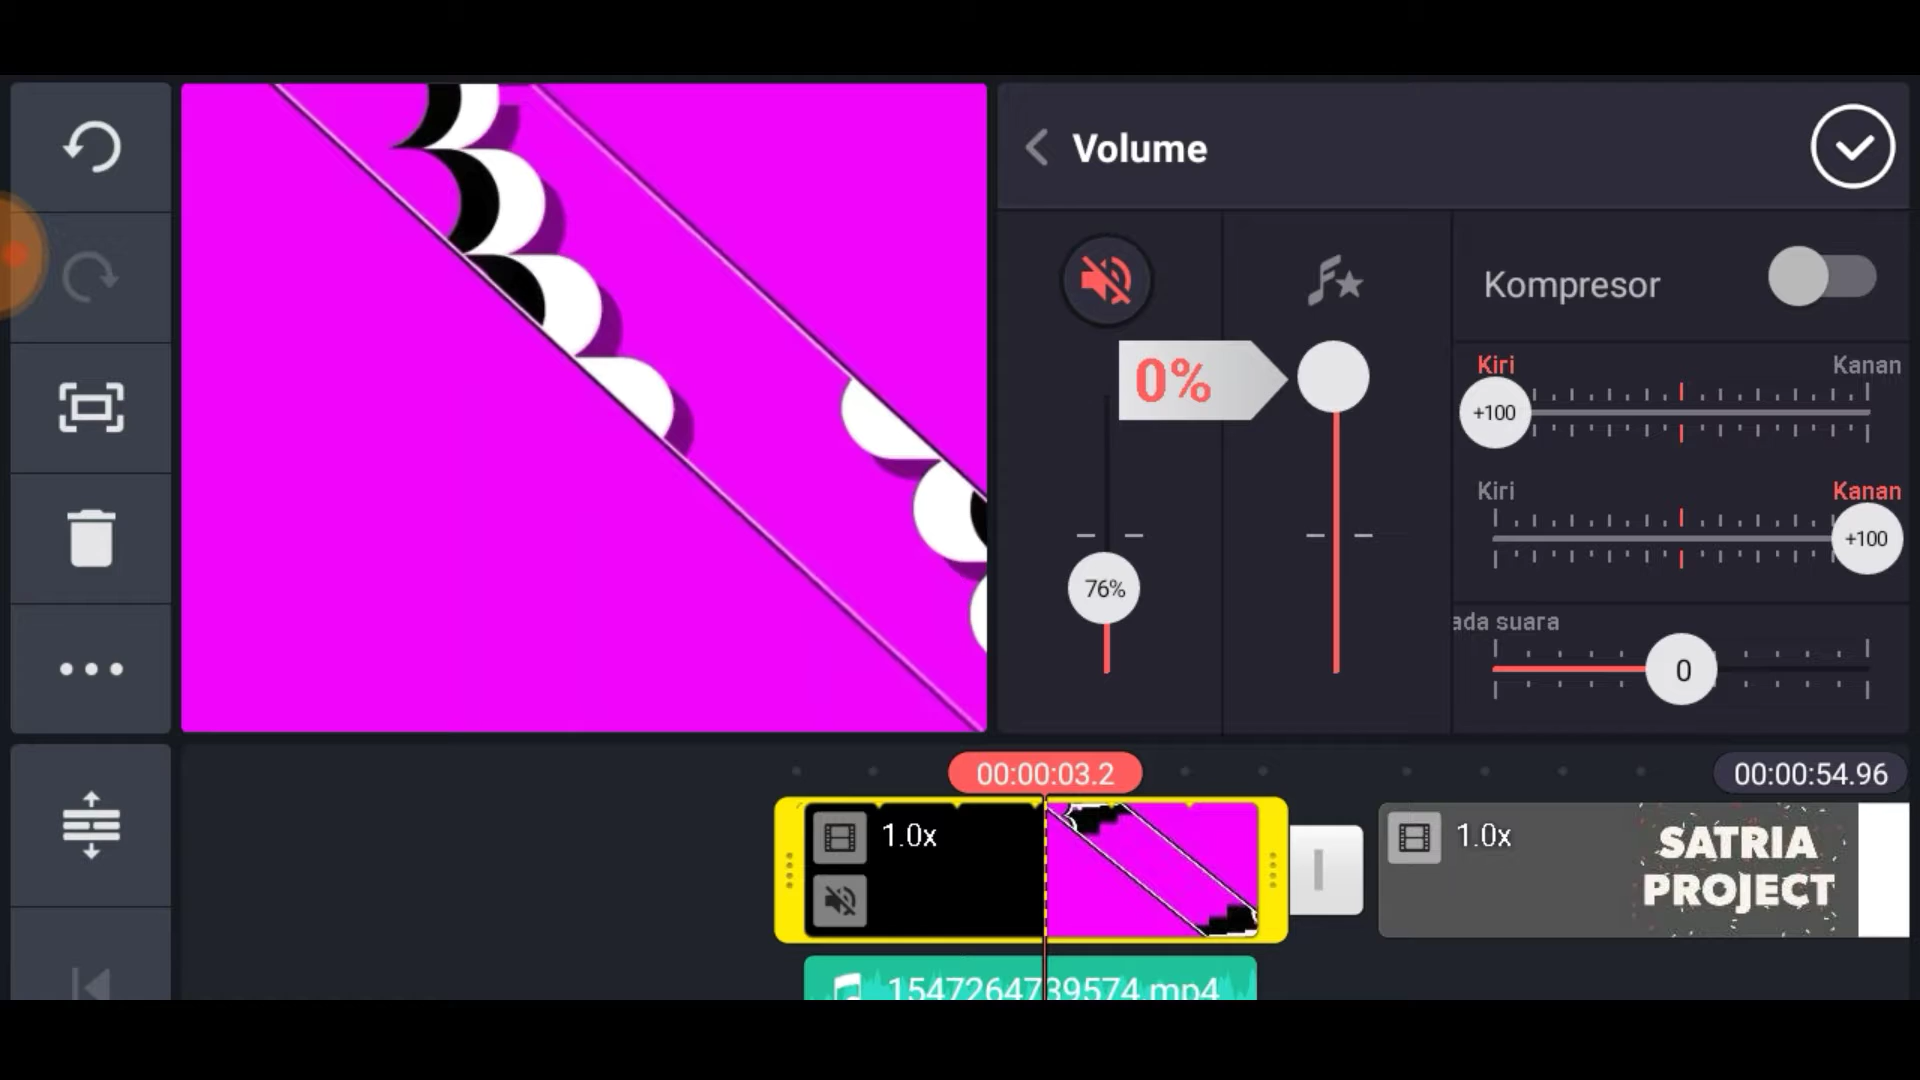 Volume
Kompresor
0%
76%
Kiri Kanan
+100
Kiri Kanan
+100
ada suara
0
00:00:03.2
00:00:54.96
1.0x
1.0x
SATRIA
PROJECT
1547264739574.mp4